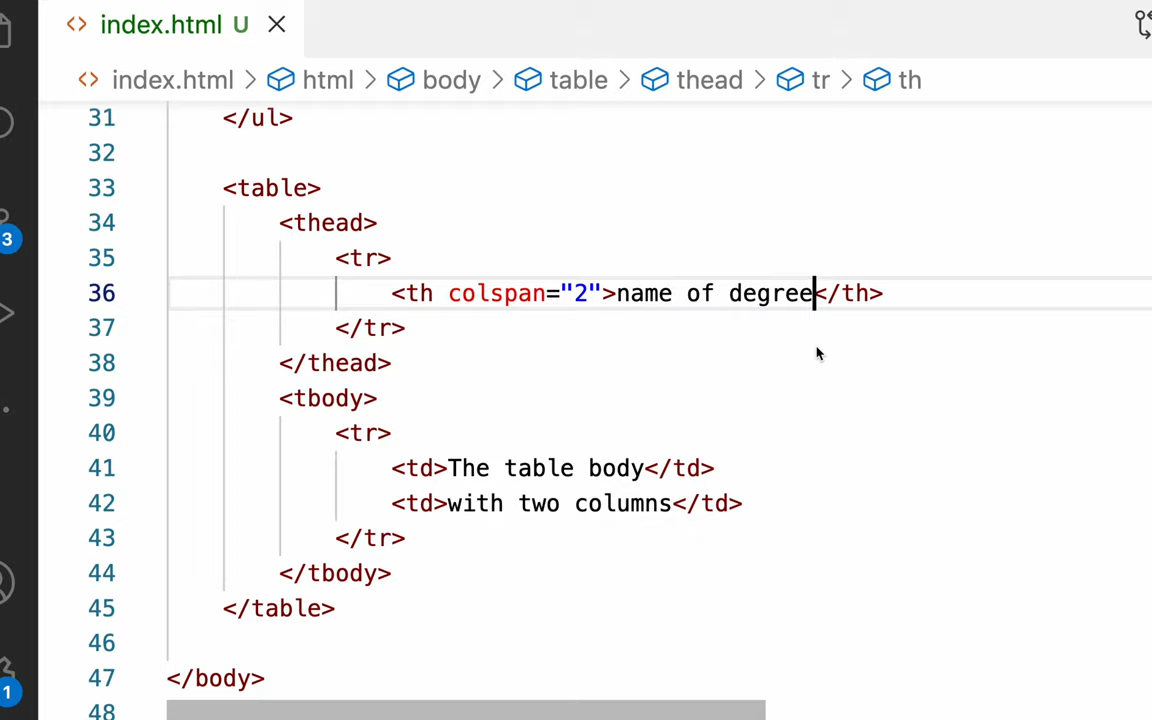 index.html U
index.html > html > body > table > thead > tr > th
31 </ul>
32
33 <table>
34 <thead>
35 <tr>
36 <th colspan="2">name of degree</th>
37 </tr>
38 </thead>
39 <tbody>
40 <tr>
41 <td>The table body</td>
42 <td>with two columns</td>
43 </tr>
44 </tbody>
45 </table>
46
47 </body>
48
3
1